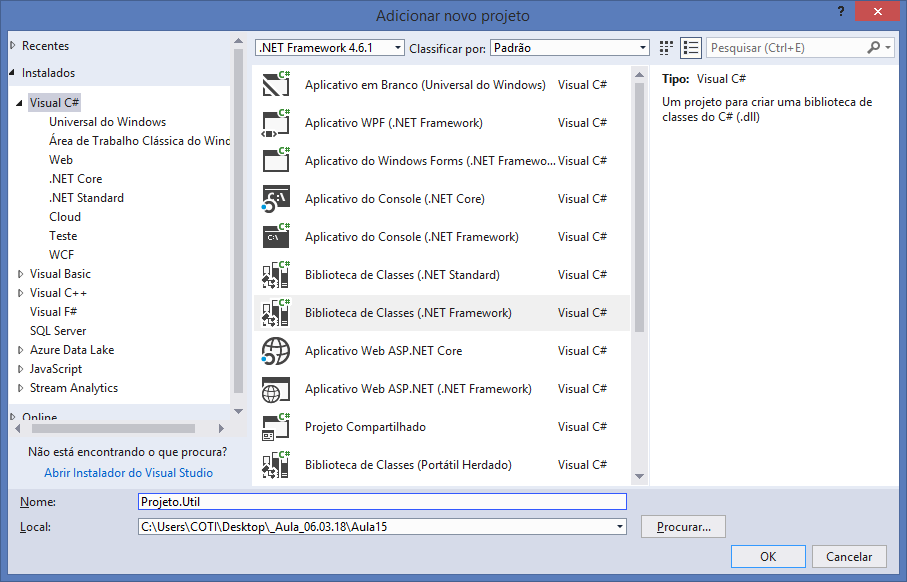 Adicionar novo projeto
?
Recentes
Instalados
Visual C#
Universal do Windows
Área de Trabalho Clássica do Winc
Web
.NET Core
.NET Standard
Cloud
Teste
WCF
Visual Basic
Visual C++
Visual F#
SQL Server
Azure Data Lake
JavaScript
Stream Analytics
Online
Não está encontrando o que procura?
Abrir Instalador do Visual Studio
.NET Framework 4.6.1 Classificar por: Padrão
C# Aplicativo em Branco (Universal do Windows) Visual C#
C# Aplicativo WPF (.NET Framework) Visual C#
C# Aplicativo do Windows Forms (.NET Framewo... Visual C#
C# Aplicativo do Console (.NET Core) Visual C#
C# Aplicativo do Console (.NET Framework) Visual C#
C# Biblioteca de Classes (.NET Standard) Visual C#
C# Biblioteca de Classes (.NET Framework) Visual C#
C# Aplicativo Web ASP.NET Core Visual C#
C# Aplicativo Web ASP.NET (.NET Framework) Visual C#
C# Projeto Compartilhado Visual C#
C# Biblioteca de Classes (Portátil Herdado) Visual C#
Pesquisar (Ctrl+E)
Tipo: Visual C#
Um projeto para criar uma biblioteca de
classes do C# (.dll)
Nome: Projeto.Util
Local: C:\Users\COTI\Desktop\_Aula_06.03.18\Aula15 Procurar...
OK Cancelar